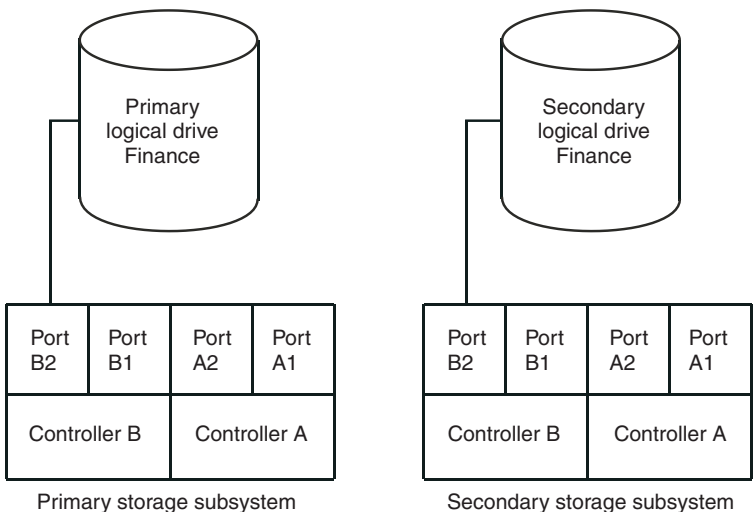 Primary
logical drive
Finance
Secondary
logical drive
Finance
Port
B2
Port
B1
Port
A2
Port
A1
Controller B
Controller A
Primary storage subsystem
Port
B2
Port
B1
Port
A2
Port
A1
Controller B
Controller A
Secondary storage subsystem